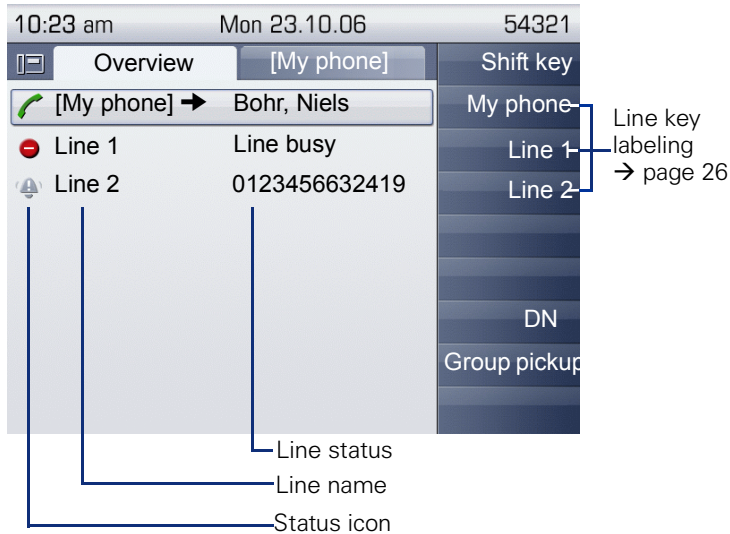 10:23 am Mon 23.10.06 54321
Overview [My phone] Shift key
[My phone] → Bohr, Niels My phone
Line 1 Line busy Line 1
Line 2 0123456632419 Line 2
Line key
labeling
→ page 26
DN
Group pickup
Line status
Line name
Status icon